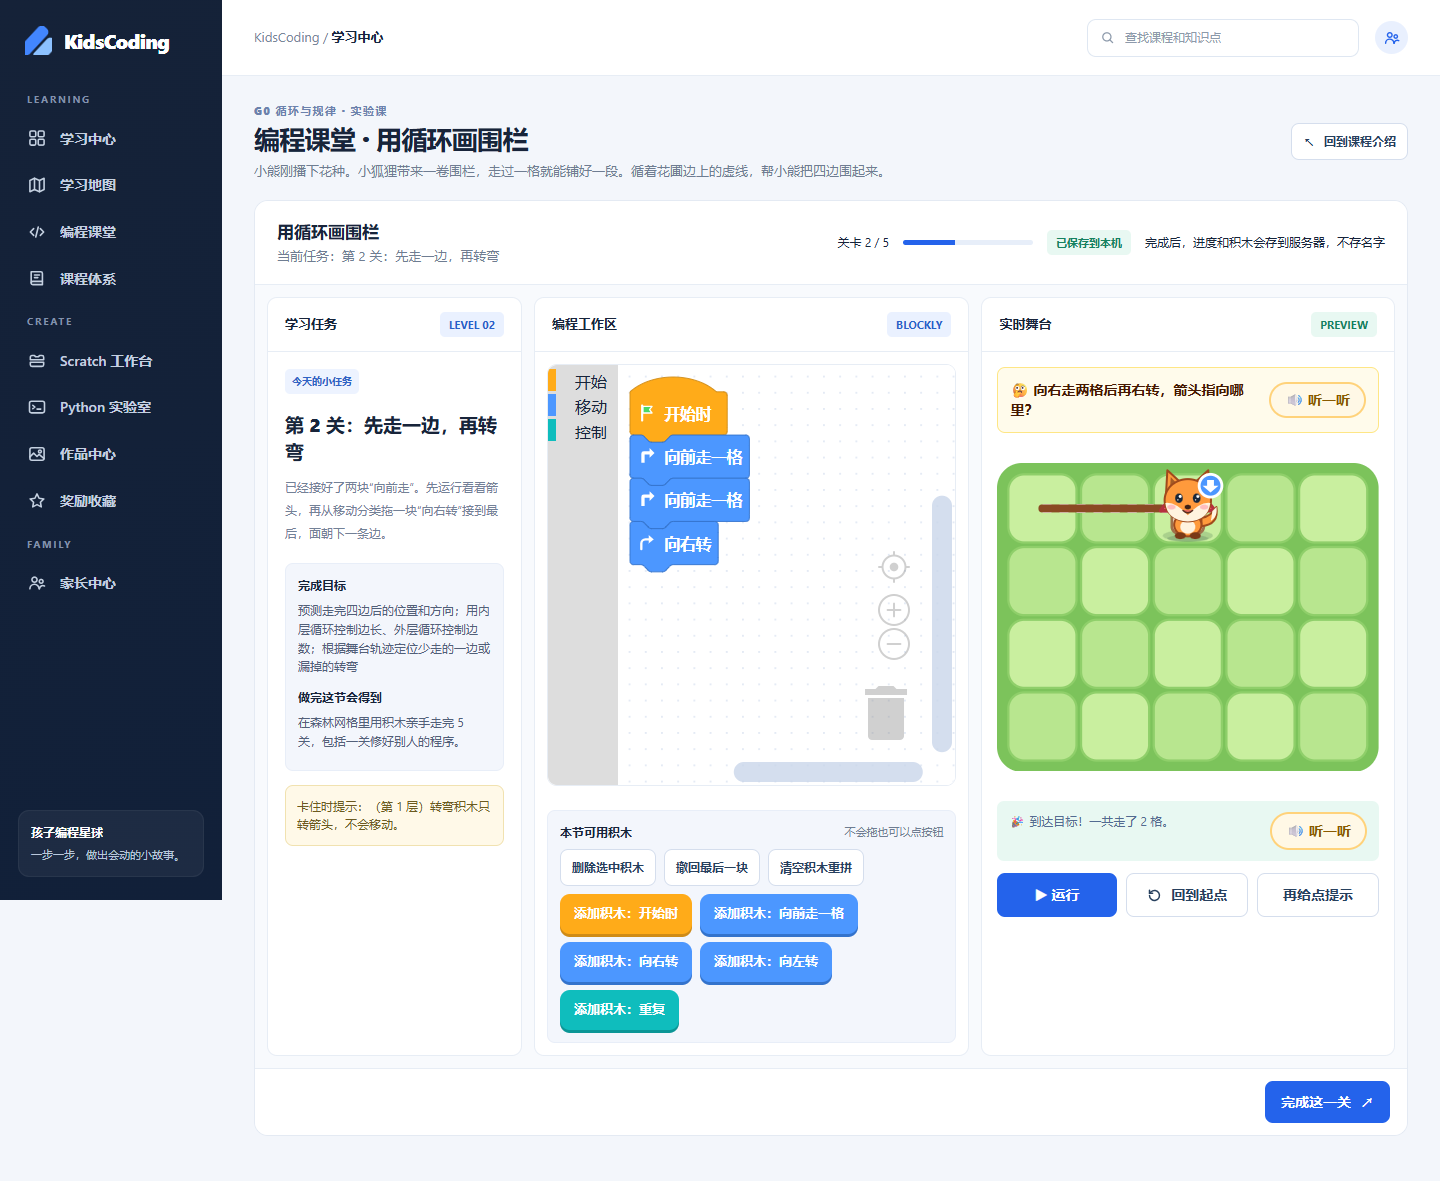 KidsCoding
LEARNING
学习中心
学习地图
编程课堂
课程体系
CREATE
Scratch 工作台
Python 实验室
作品中心
奖励收藏
FAMILY
家长中心
孩子编程星球
一步一步，做出会动的小故事。
KidsCoding / 学习中心
查找课程和知识点
G0 循环与规律 · 实验课
编程课堂 · 用循环画围栏
小熊刚播下花种。小狐狸带来一卷围栏，走过一格就能铺好一段。循着花圃边上的虚线，帮小熊把四边围起来。
回到课程介绍
用循环画围栏
当前任务：第 2 关：先走一边，再转弯
关卡 2 / 5
已保存到本机
完成后，进度和积木会存到服务器，不存名字
学习任务
LEVEL 02
今天的小任务
第 2 关：先走一边，再转
弯
已经接好了两块“向前走”。先运行看看箭
头，再从移动分类拖一块“向右转”接到最
后，面朝下一条边。
完成目标
预测走完四边后的位置和方向；用内
层循环控制边长、外层循环控制边
数；根据舞台轨迹定位少走的一边或
漏掉的转弯
做完这节会得到
在森林网格里用积木亲手走完 5
关，包括一关修好别人的程序。
卡住时提示：（第 1 层）转弯积木只
转箭头，不会移动。
编程工作区
BLOCKLY
开始
移动
控制
开始时
向前走一格
向前走一格
向右转
本节可用积木
不会拖也可以点按钮
删除选中积木
撤回最后一块
清空积木重拼
添加积木：开始时
添加积木：向前走一格
添加积木：向右转
添加积木：向左转
添加积木：重复
实时舞台
PREVIEW
向右走两格后再右转，箭头指向哪
里？
听一听
到达目标！一共走了 2 格。
听一听
运行
回到起点
再给点提示
完成这一关